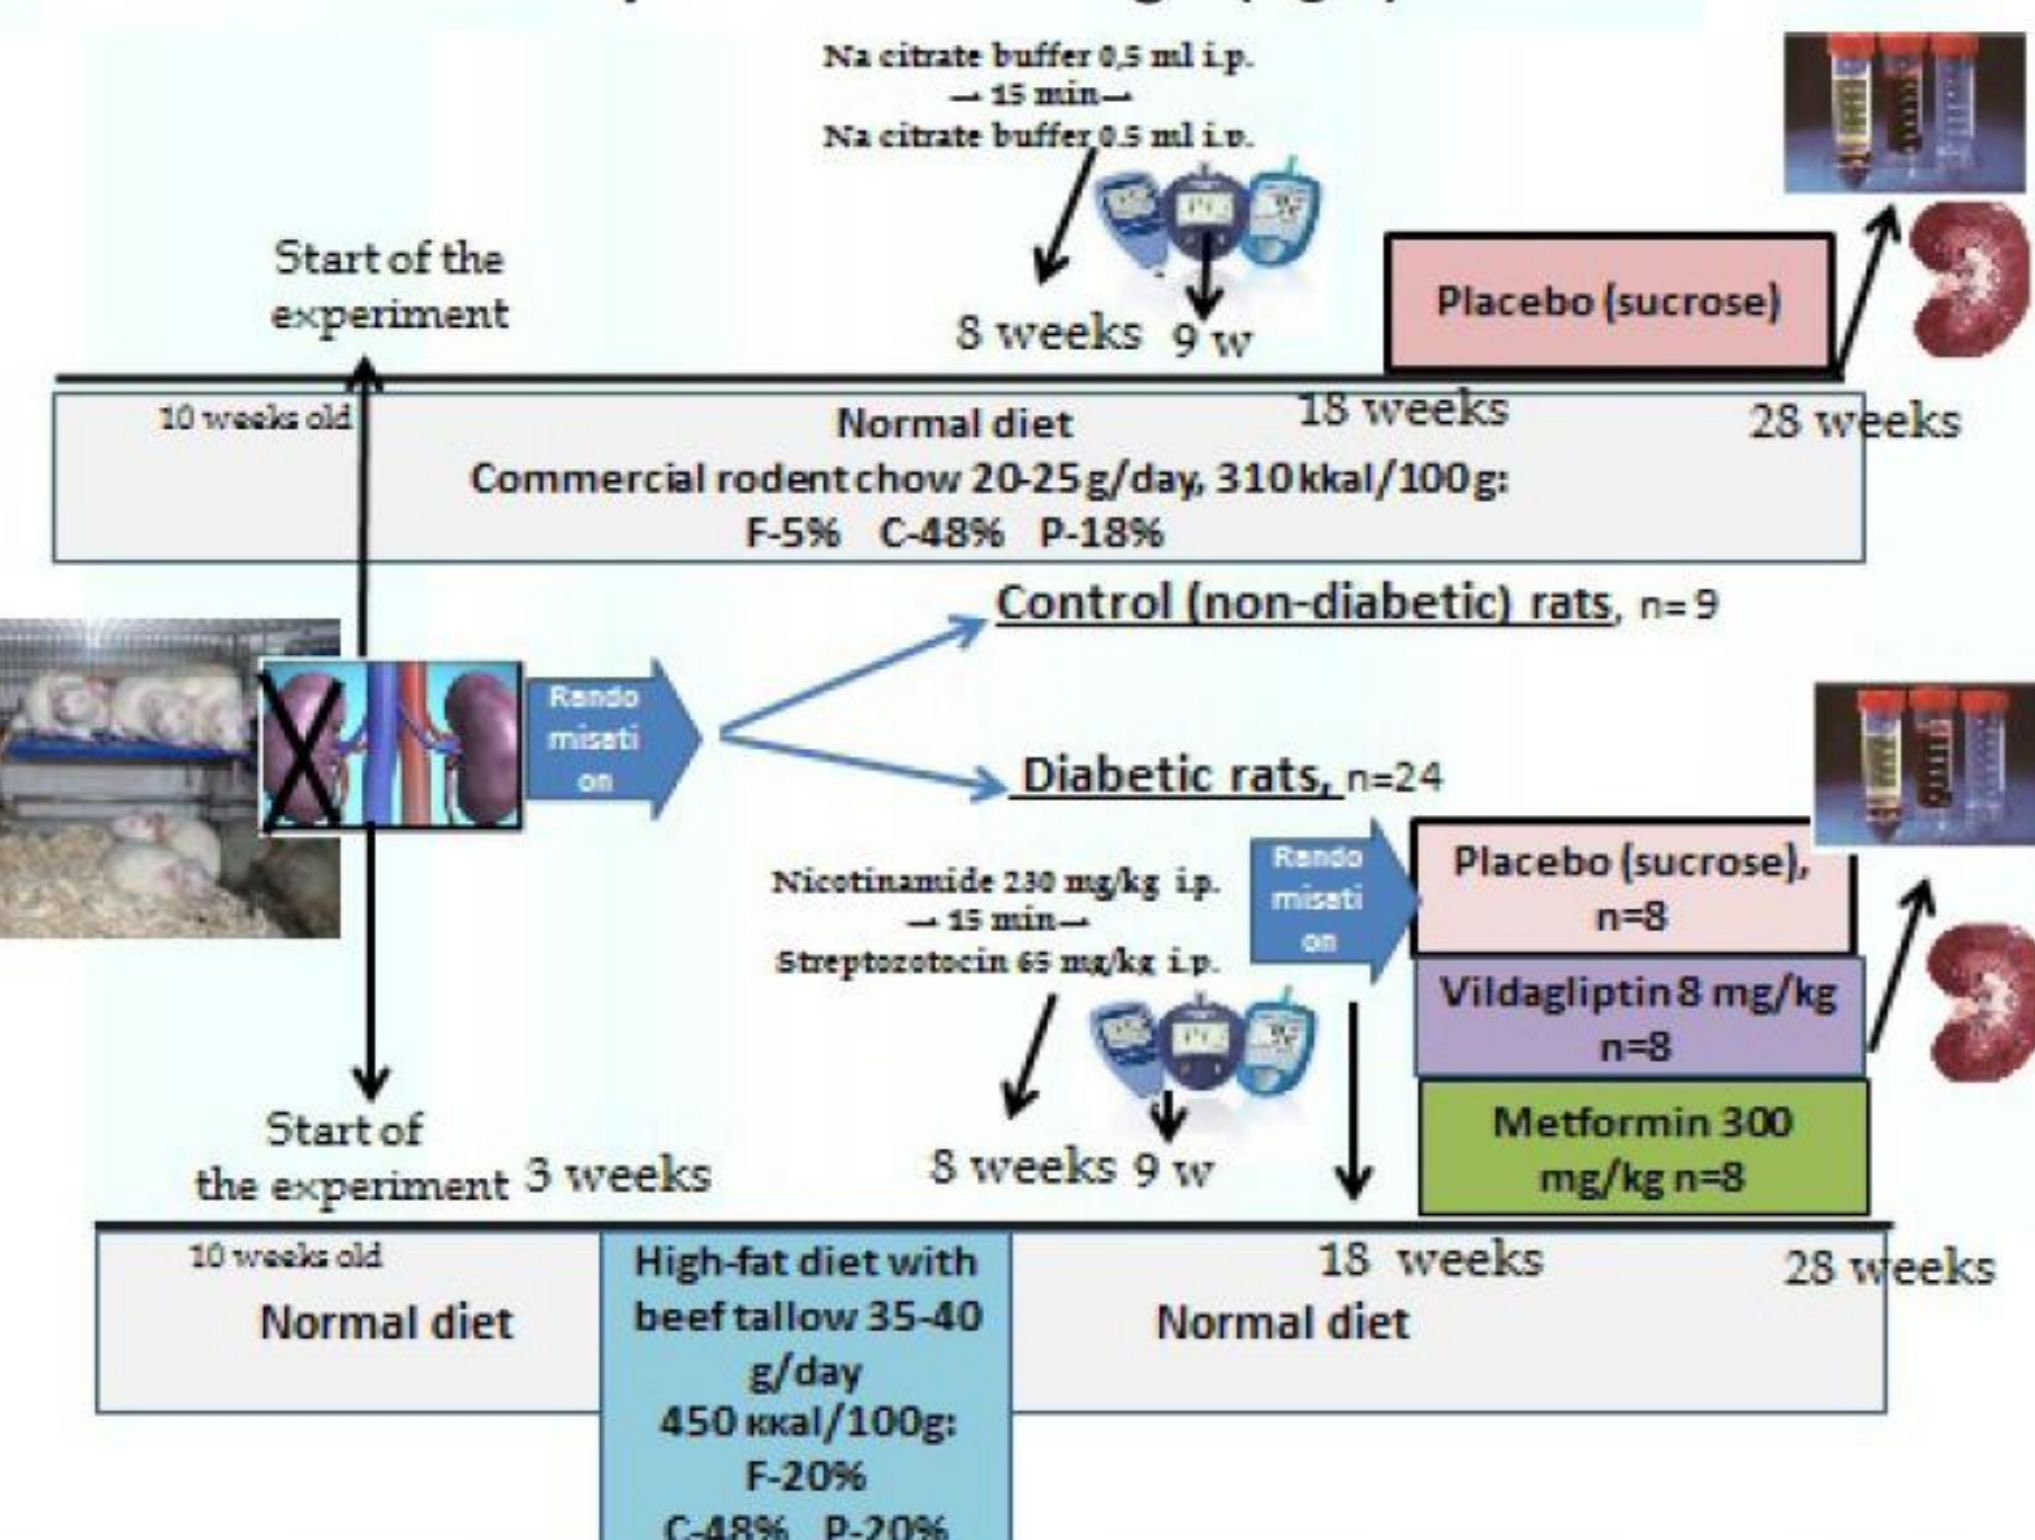 Na citrate buffer 0,5 ml i.p.
15 min
Na citrate buffer 0.5 ml i.p.
Start of the
experiment
8 weeks 9 w
Placebo (sucrose)
10 weeks old
Normal diet
18 weeks
28 weeks
Commercial rodent chow 20-25g/day, 310 kkal/100g:
F-5% C-48% P-18%
Control (non-diabetic) rats, n= 9
Rando
misati
on
Diabetic rats, n=24
Nicotinamide 230 mg/kg i.p.
15 min
Streptozotocin 65 mg/kg i.p.
Rando
misati
on
Placebo (sucrose),
n=8
Vildagliptin 8 mg/kg
n=8
Metformin 300
mg/kg n=8
Start of
the experiment
3 weeks
8 weeks 9 w
10 weeks old
Normal diet
High-fat diet with
beef tallow 35-40
g/day
450 ккal/100g:
F-20%
C-48% P-20%
Normal diet
18 weeks
28 weeks